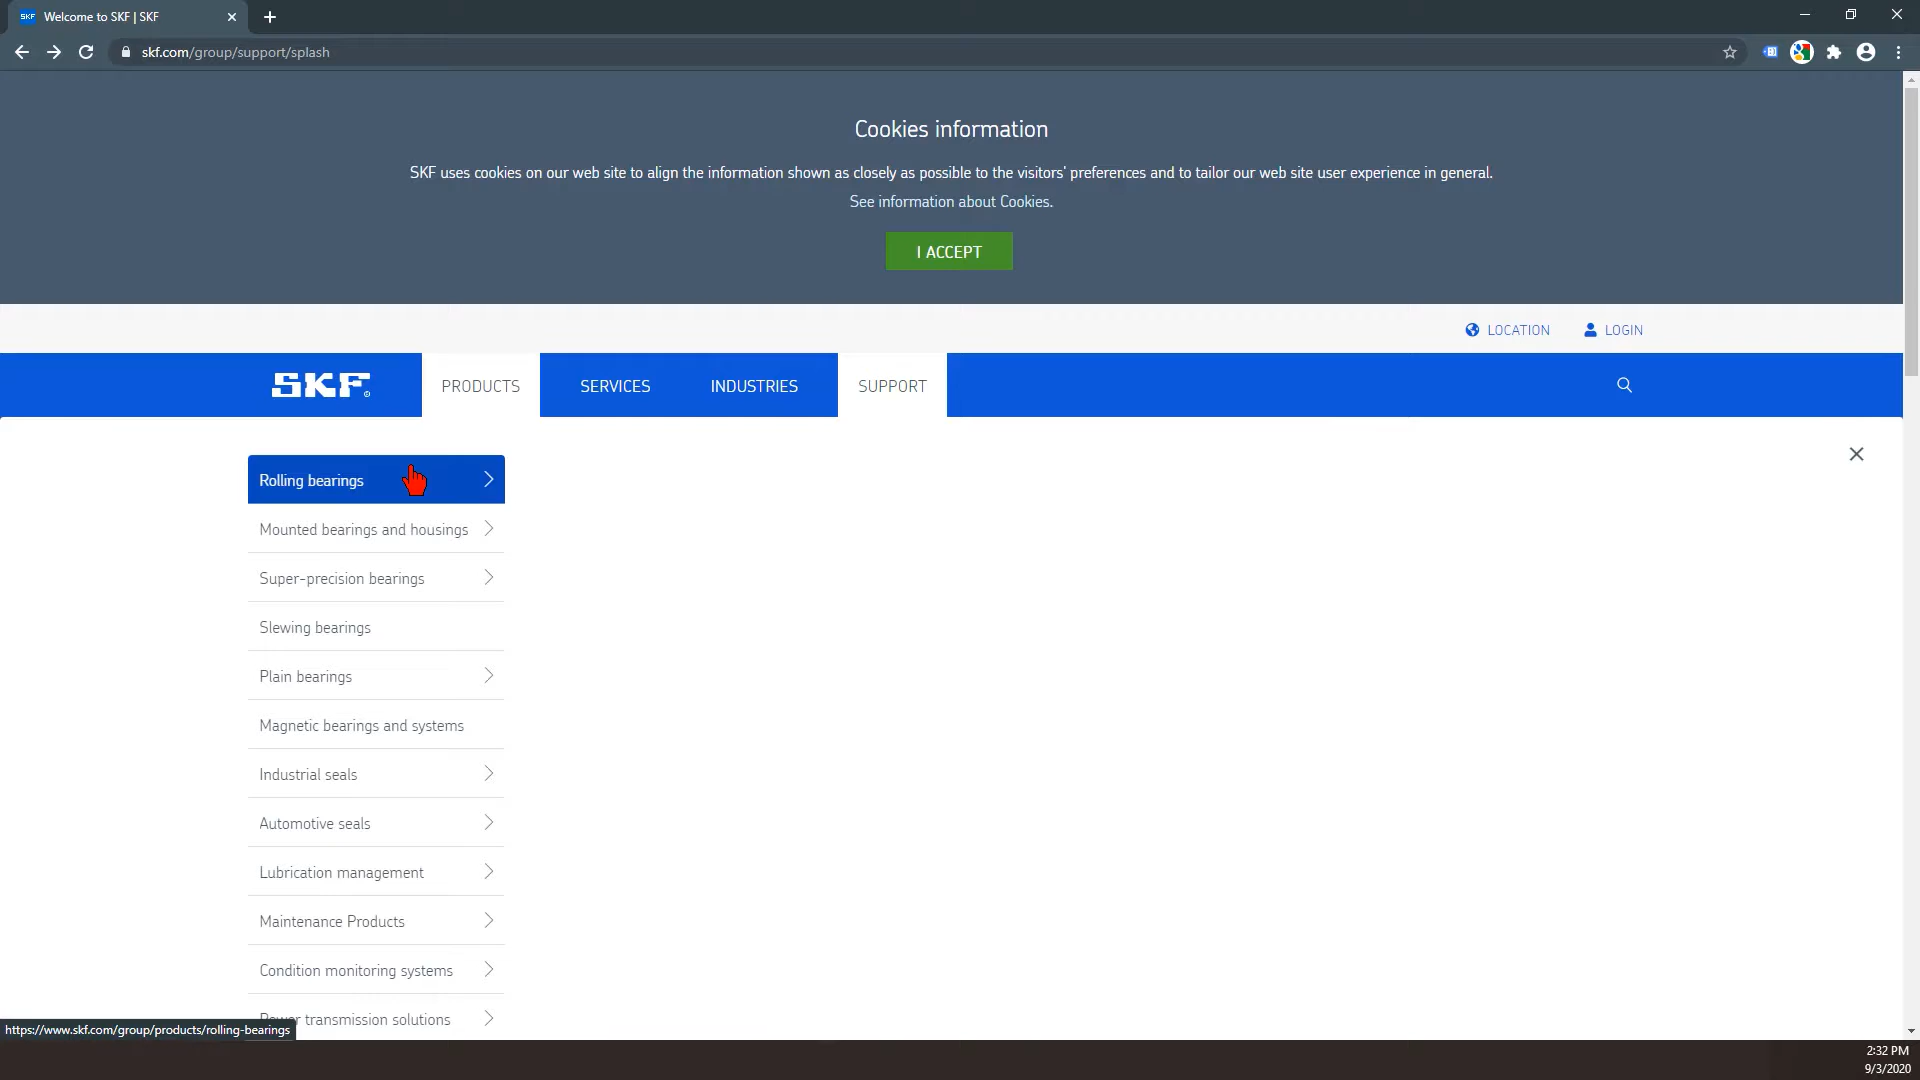 SKF Welcome to SKF | SKF
skf.com/group/support/splash
Cookies information
SKF uses cookies on our web site to align the information shown as closely as possible to the visitors' preferences and to tailor our web site user experience in general.
See information about Cookies.
I ACCEPT
LOCATION LOGIN
SKF PRODUCTS SERVICES INDUSTRIES SUPPORT
Rolling bearings
Mounted bearings and housings
Super-precision bearings
Slewing bearings
Plain bearings
Magnetic bearings and systems
Industrial seals
Automotive seals
Lubrication management
Maintenance Products
Condition monitoring systems
Power transmission solutions
https://www.skf.com/group/products/rolling-bearings
2:32 PM
9/3/2020